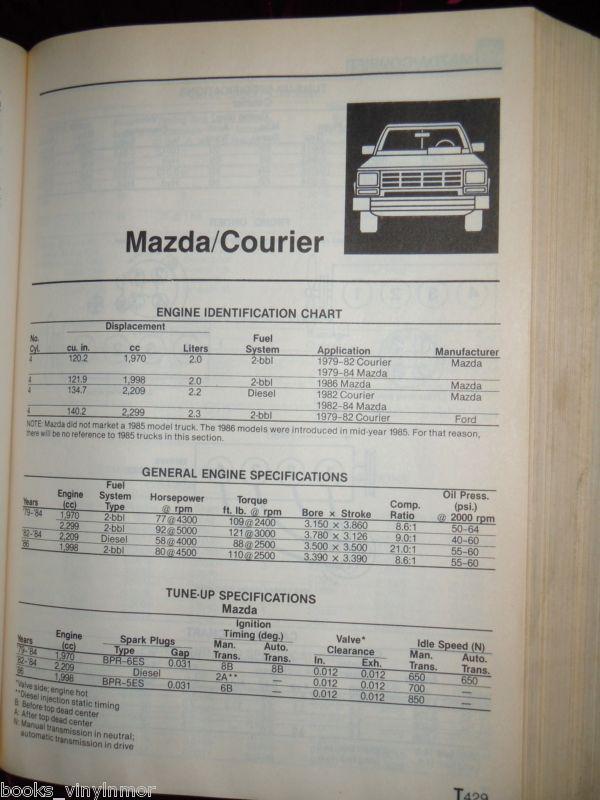 Mazda/Courier
ENGINE IDENTIFICATION CHART
Displacement
No. Cyl. cu. in. cc Liters Fuel System Application Manufacturer
4 120.2 1,970 2.0 2-bbl 1979-82 Courier Mazda
1979-84 Mazda
4 121.9 1,998 2.0 2-bbl 1986 Mazda Mazda
4 134.7 2,209 2.2 Diesel 1982 Courier Mazda
1982-84 Mazda
4 140.2 2,299 2.3 2-bbl 1979-82 Courier Ford
NOTE: Mazda did not market a 1985 model truck. The 1986 models were introduced in mid-year 1985. For that reason,
there will be no reference to 1985 trucks in this section.
GENERAL ENGINE SPECIFICATIONS
Years Engine (cc) Fuel System Type Horsepower @ rpm Torque ft. lb. @ rpm Bore × Stroke Comp. Ratio Oil Press. (psi.) @ 2000 rpm
'79-'84 1,970 2-bbl 77@4300 109@2400 3.150 × 3.860 8.6:1 50-64
2,299 2-bbl 92@5000 121@3000 3.780 × 3.126 9.0:1 40-60
'82-'84 2,209 Diesel 58@4000 88@2500 3.500 × 3.500 21.0:1 55-60
'86 1,998 2-bbl 80@4500 110@2500 3.390 × 3.390 8.6:1 55-60
TUNE-UP SPECIFICATIONS
Mazda
Years Engine (cc) Spark Plugs Type Gap Ignition Timing (deg.) Man. Trans. Auto. Trans. Valve* Clearance In. Exh. Idle Speed (N) Man. Trans. Auto. Trans.
'79-'84 1,970 BPR-6ES 0.031 8B 8B 0.012 0.012 650 650
'82-'84 2,209 Diesel 2A** — 0.012 0.012 700 —
'86 1,998 BPR-5ES 0.031 6B — 0.012 0.012 850 —
*Valve side; engine hot
**Diesel injection static timing
B: Before top dead center
A: After top dead center
N: Manual transmission in neutral;
automatic transmission in drive
T429
books_vinylnmor